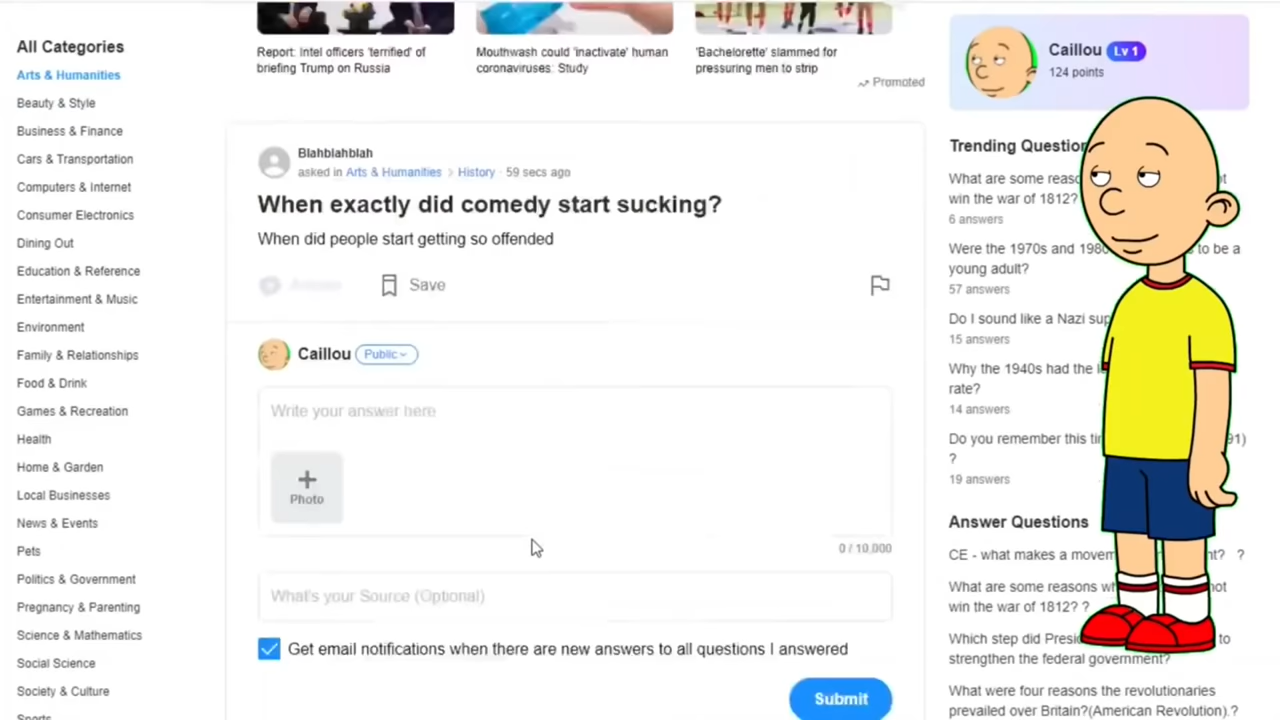 All Categories
Arts & Humanities
Beauty & Style
Business & Finance
Cars & Transportation
Computers & Internet
Consumer Electronics
Dining Out
Education & Reference
Entertainment & Music
Environment
Family & Relationships
Food & Drink
Games & Recreation
Health
Home & Garden
Local Businesses
News & Events
Pets
Politics & Government
Pregnancy & Parenting
Science & Mathematics
Social Science
Society & Culture
Sports
Report: Intel officers 'terrified' of
briefing Trump on Russia
Mouthwash could 'inactivate' human
coronaviruses: Study
'Bachelorette' slammed for
pressuring men to strip
Promoted
Blahblahblah
asked in Arts & Humanities > History · 59 secs ago
When exactly did comedy start sucking?
When did people start getting so offended
Answer
Save
Caillou Public
Write your answer here
+
Photo
0 / 10,000
What's your Source (Optional)
Get email notifications when there are new answers to all questions I answered
Submit
Caillou Lv 1
124 points
Trending Question
What are some reas ot
win the war of 1812?
6 answers
Were the 1970s and 198 to be a
young adult?
57 answers
Do I sound like a Nazi sup
15 answers
Why the 1940s had the l
rate?
14 answers
Do you remember this ti 91)
?
19 answers
Answer Questions
CE - what makes a movem nt? ?
What are some reasons w not
win the war of 1812? ?
Which step did Presi to
strengthen the federal government?
What were four reasons the revolutionaries
prevailed over Britain?(American Revolution).?